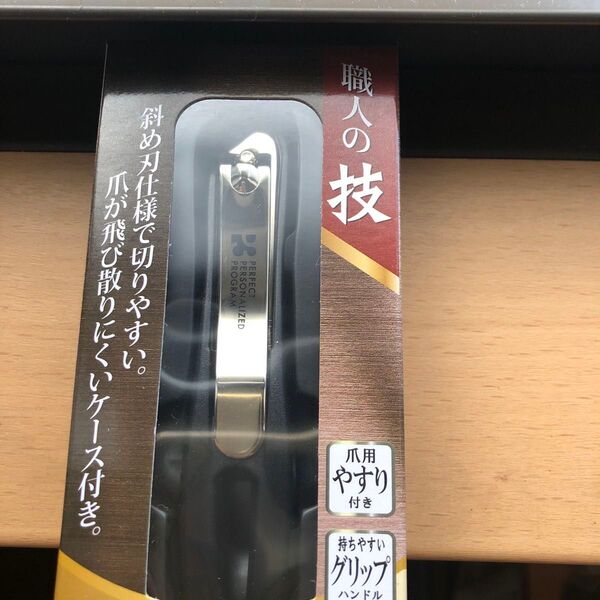 職人の技
斜め刃仕様で切りやすい。
爪が飛び散りにくいケース付き。
PERFECT
PERSONALIZED
PROGRAM
爪用
やすり
付き
持ちやすい
グリップ
ハンドル